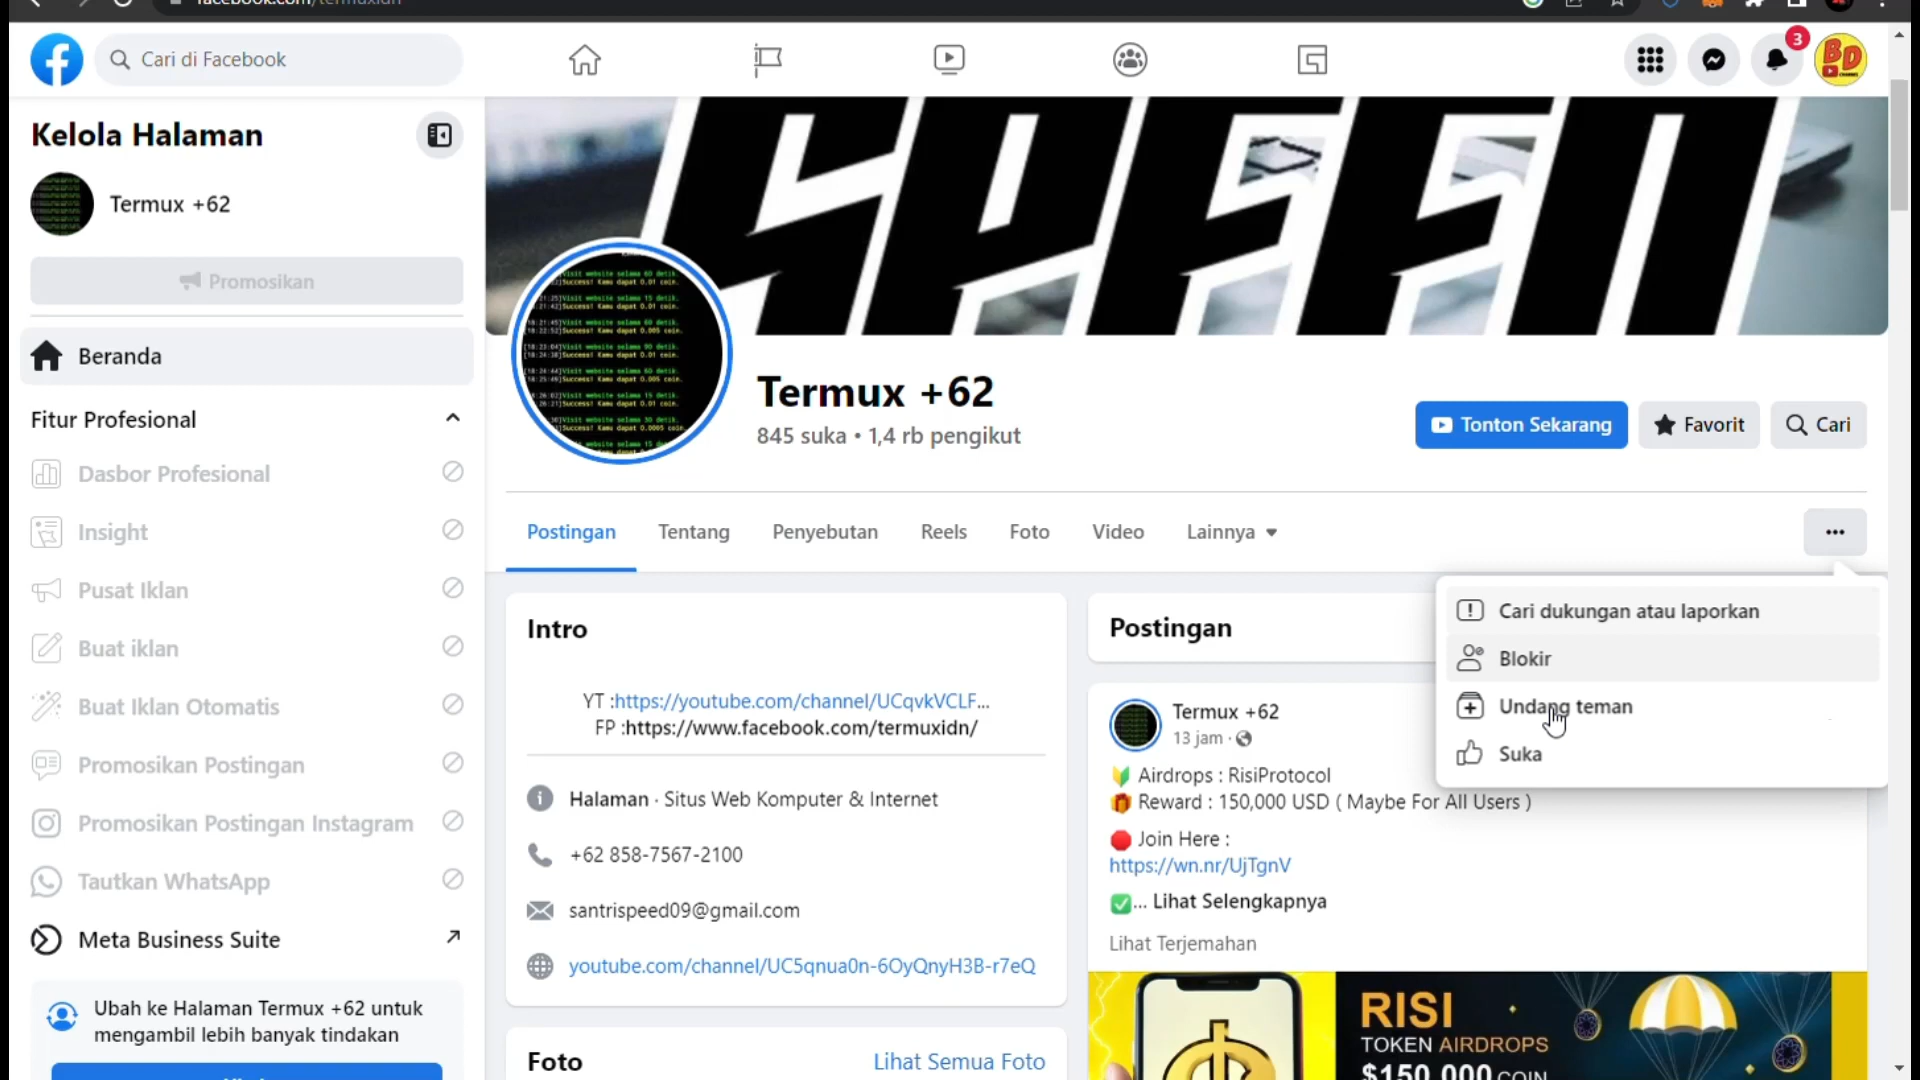 facebook.com/termuxidn
Cari di Facebook
3
BD
Kelola Halaman
Termux +62
Promosikan
Beranda
Fitur Profesional
Dasbor Profesional
Insight
Pusat Iklan
Buat iklan
Buat Iklan Otomatis
Promosikan Postingan
Promosikan Postingan Instagram
Tautkan WhatsApp
Meta Business Suite
Ubah ke Halaman Termux +62 untuk
mengambil lebih banyak tindakan
Termux +62
845 suka • 1,4 rb pengikut
Tonton Sekarang
Favorit
Cari
Postingan
Tentang
Penyebutan
Reels
Foto
Video
Lainnya
Intro
YT :https://youtube.com/channel/UCqvkVCLF...
FP :https://www.facebook.com/termuxidn/
Halaman · Situs Web Komputer & Internet
+62 858-7567-2100
santrispeed09@gmail.com
youtube.com/channel/UC5qnua0n-6OyQnyH3B-r7eQ
Foto
Lihat Semua Foto
Postingan
Termux +62
13 jam ·
Airdrops : RisiProtocol
Reward : 150,000 USD ( Maybe For All Users )
Join Here :
https://wn.nr/UjTgnV
... Lihat Selengkapnya
Lihat Terjemahan
RISI
TOKEN AIRDROPS
$150.000 COIN
Cari dukungan atau laporkan
Blokir
Undang teman
Suka